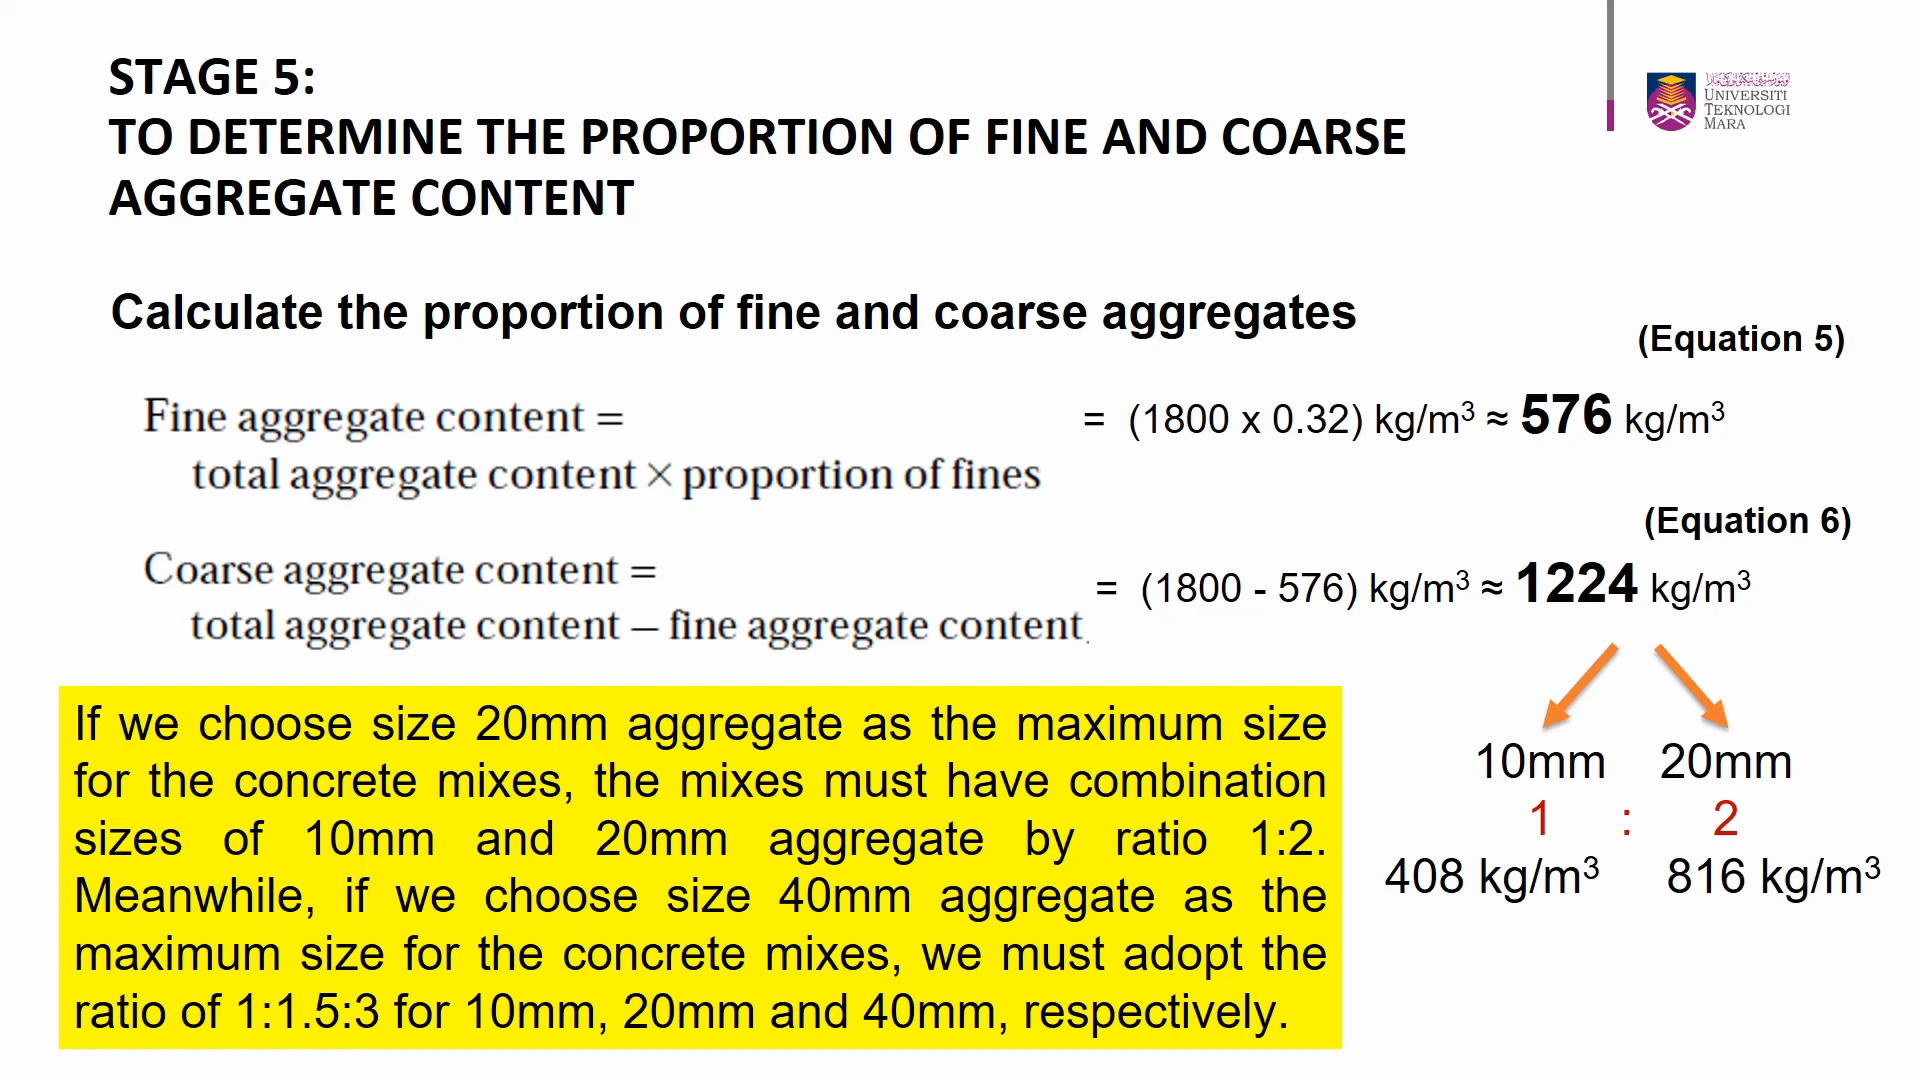 STAGE 5:
TO DETERMINE THE PROPORTION OF FINE AND COARSE
AGGREGATE CONTENT
UNIVERSITI
TEKNOLOGI
MARA
Calculate the proportion of fine and coarse aggregates
(Equation 5)
Fine aggregate content =
total aggregate content × proportion of fines
= (1800 x 0.32) kg/m³ ≈ 576 kg/m³
(Equation 6)
Coarse aggregate content =
total aggregate content – fine aggregate content.
= (1800 - 576) kg/m³ ≈ 1224 kg/m³
If we choose size 20mm aggregate as the maximum size
for the concrete mixes, the mixes must have combination
sizes of 10mm and 20mm aggregate by ratio 1:2.
Meanwhile, if we choose size 40mm aggregate as the
maximum size for the concrete mixes, we must adopt the
ratio of 1:1.5:3 for 10mm, 20mm and 40mm, respectively.
10mm 20mm
1 : 2
408 kg/m³ 816 kg/m³